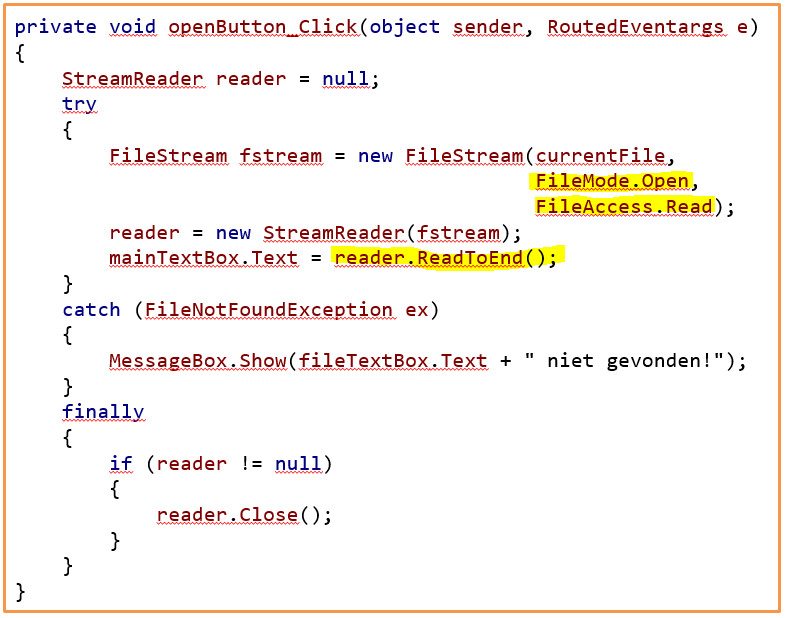 private void openButton_Click(object sender, RoutedEventargs e)
{
    StreamReader reader = null;
    try
    {
        FileStream fstream = new FileStream(currentFile,
                                            FileMode.Open,
                                            FileAccess.Read);
        reader = new StreamReader(fstream);
        mainTextBox.Text = reader.ReadToEnd();
    }
    catch (FileNotFoundException ex)
    {
        MessageBox.Show(fileTextBox.Text + " niet gevonden!");
    }
    finally
    {
        if (reader != null)
        {
            reader.Close();
        }
    }
}